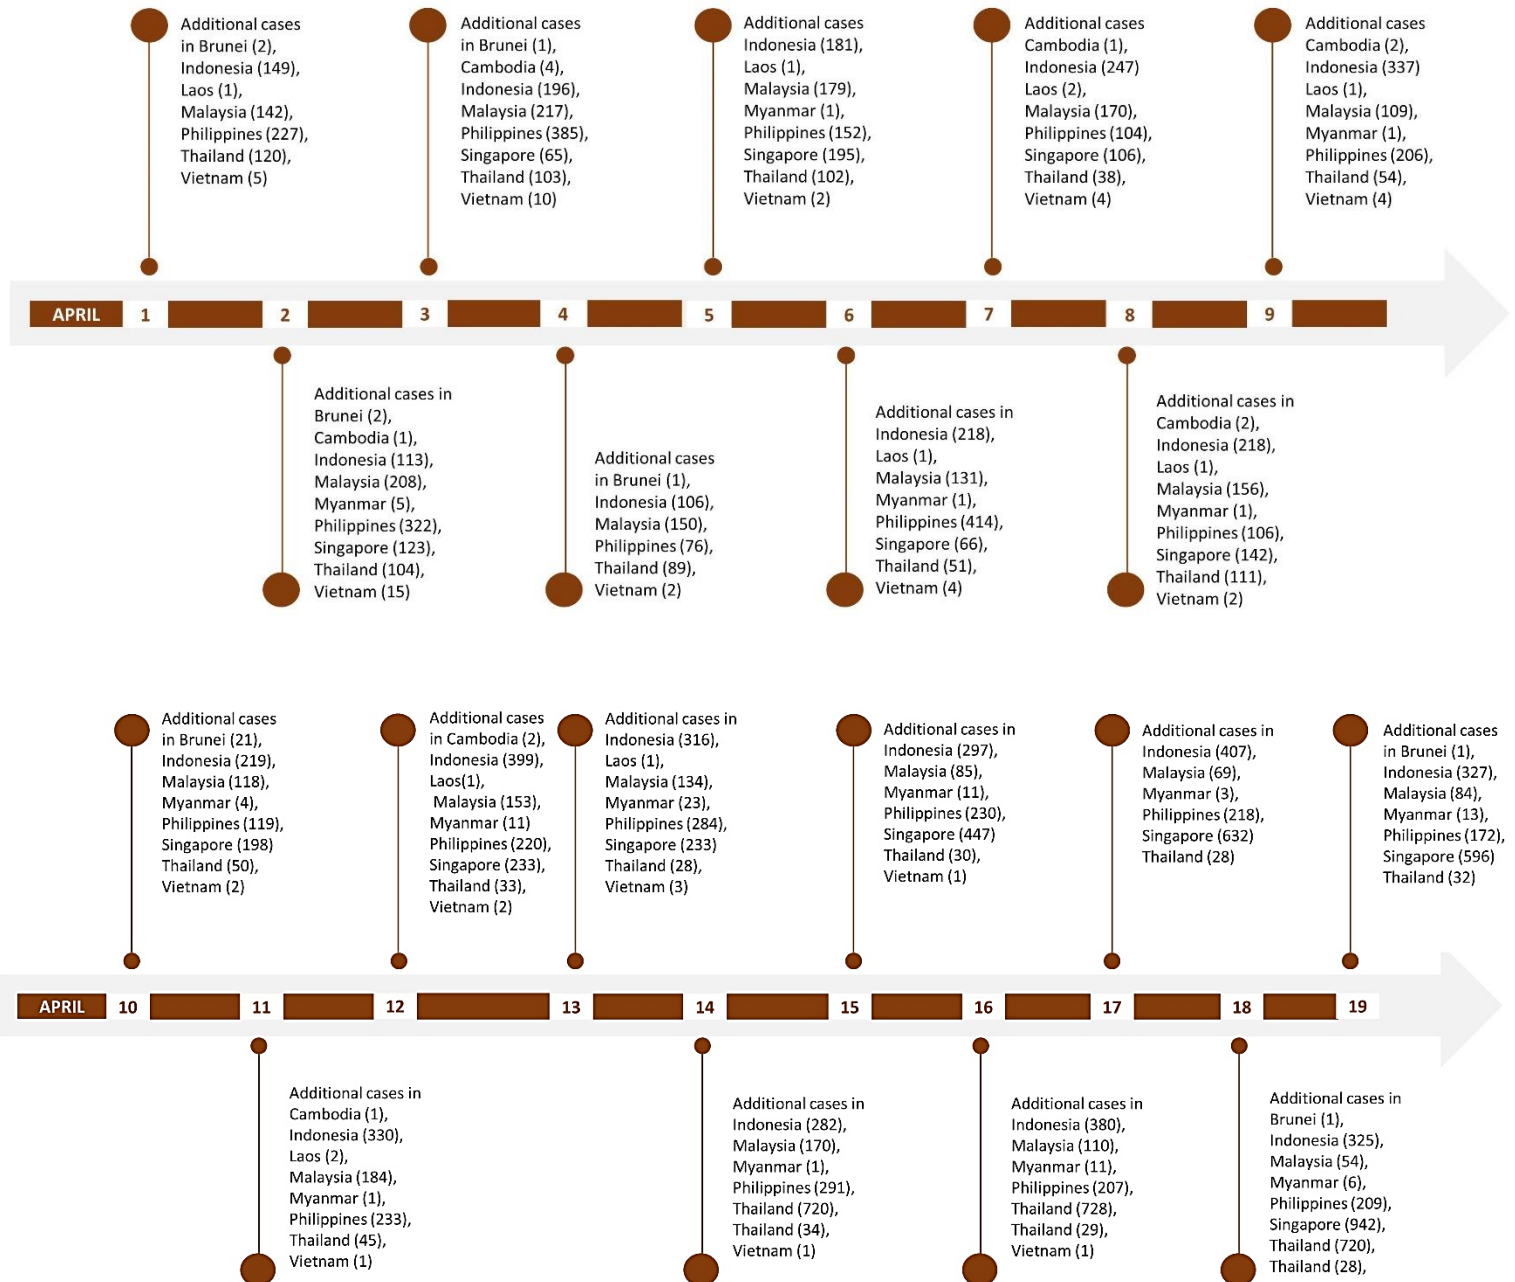 Additional cases
in Brunei (2),
Indonesia (149),
Laos (1),
Malaysia (142),
Philippines (227),
Thailand (120),
Vietnam (5)
Additional cases
in Brunei (1),
Cambodia (4),
Indonesia (196),
Malaysia (217),
Philippines (385),
Singapore (65),
Thailand (103),
Vietnam (10)
Additional cases
Indonesia (181),
Laos (1),
Malaysia (179),
Myanmar (1),
Philippines (152),
Singapore (195),
Thailand (102),
Vietnam (2)
Additional cases
Cambodia (1),
Indonesia (247)
Laos (2),
Malaysia (170),
Philippines (104),
Singapore (106),
Thailand (38),
Vietnam (4)
Additional cases
Cambodia (2),
Indonesia (337)
Laos (1),
Malaysia (109),
Myanmar (1),
Philippines (206),
Thailand (54),
Vietnam (4)
APRIL 1 2 3 4 5 6 7 8 9
Additional cases in
Brunei (2),
Cambodia (1),
Indonesia (113),
Malaysia (208),
Myanmar (5),
Philippines (322),
Singapore (123),
Thailand (104),
Vietnam (15)
Additional cases
in Brunei (1),
Indonesia (106),
Malaysia (150),
Philippines (76),
Thailand (89),
Vietnam (2)
Additional cases in
Indonesia (218),
Laos (1),
Malaysia (131),
Myanmar (1),
Philippines (414),
Singapore (66),
Thailand (51),
Vietnam (4)
Additional cases in
Cambodia (2),
Indonesia (218),
Laos (1),
Malaysia (156),
Myanmar (1),
Philippines (106),
Singapore (142),
Thailand (111),
Vietnam (2)
Additional cases
in Brunei (21),
Indonesia (219),
Malaysia (118),
Myanmar (4),
Philippines (119),
Singapore (198)
Thailand (50),
Vietnam (2)
Additional cases
in Cambodia (2),
Indonesia (399),
Laos(1),
Malaysia (153),
Myanmar (11)
Philippines (220),
Singapore (233),
Thailand (33),
Vietnam (2)
Additional cases in
Indonesia (316),
Laos (1),
Malaysia (134),
Myanmar (23),
Philippines (284),
Singapore (233)
Thailand (28),
Vietnam (3)
Additional cases in
Indonesia (297),
Malaysia (85),
Myanmar (11),
Philippines (230),
Singapore (447)
Thailand (30),
Vietnam (1)
Additional cases in
Indonesia (407),
Malaysia (69),
Myanmar (3),
Philippines (218),
Singapore (632)
Thailand (28)
Additional cases
in Brunei (1),
Indonesia (327),
Malaysia (84),
Myanmar (13),
Philippines (172),
Singapore (596)
Thailand (32)
APRIL 10 11 12 13 14 15 16 17 18 19
Additional cases in
Cambodia (1),
Indonesia (330),
Laos (2),
Malaysia (184),
Myanmar (1),
Philippines (233),
Thailand (45),
Vietnam (1)
Additional cases in
Indonesia (282),
Malaysia (170),
Myanmar (1),
Philippines (291),
Thailand (720),
Thailand (34),
Vietnam (1)
Additional cases in
Indonesia (380),
Malaysia (110),
Myanmar (11),
Philippines (207),
Thailand (728),
Thailand (29),
Vietnam (1)
Additional cases in
Brunei (1),
Indonesia (325),
Malaysia (54),
Myanmar (6),
Philippines (209),
Singapore (942),
Thailand (720),
Thailand (28),